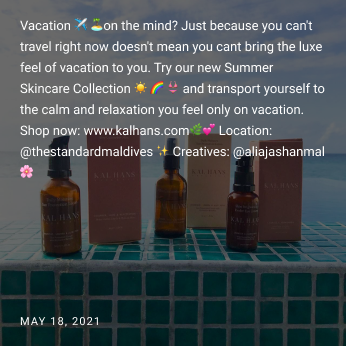 Vacation ✈️🏝️on the mind? Just because you can't
travel right now doesn't mean you cant bring the luxe
feel of vacation to you. Try our new Summer
Skincare Collection ☀️🌈👙 and transport yourself to
the calm and relaxation you feel only on vacation.
Shop now: www.kalhans.com🌿💞 Location:
@thestandardmaldives ✨ Creatives: @aliajashanmal
🌸
KALHANS
KALHANS
KALHANS
KALHANS
MAY 18, 2021